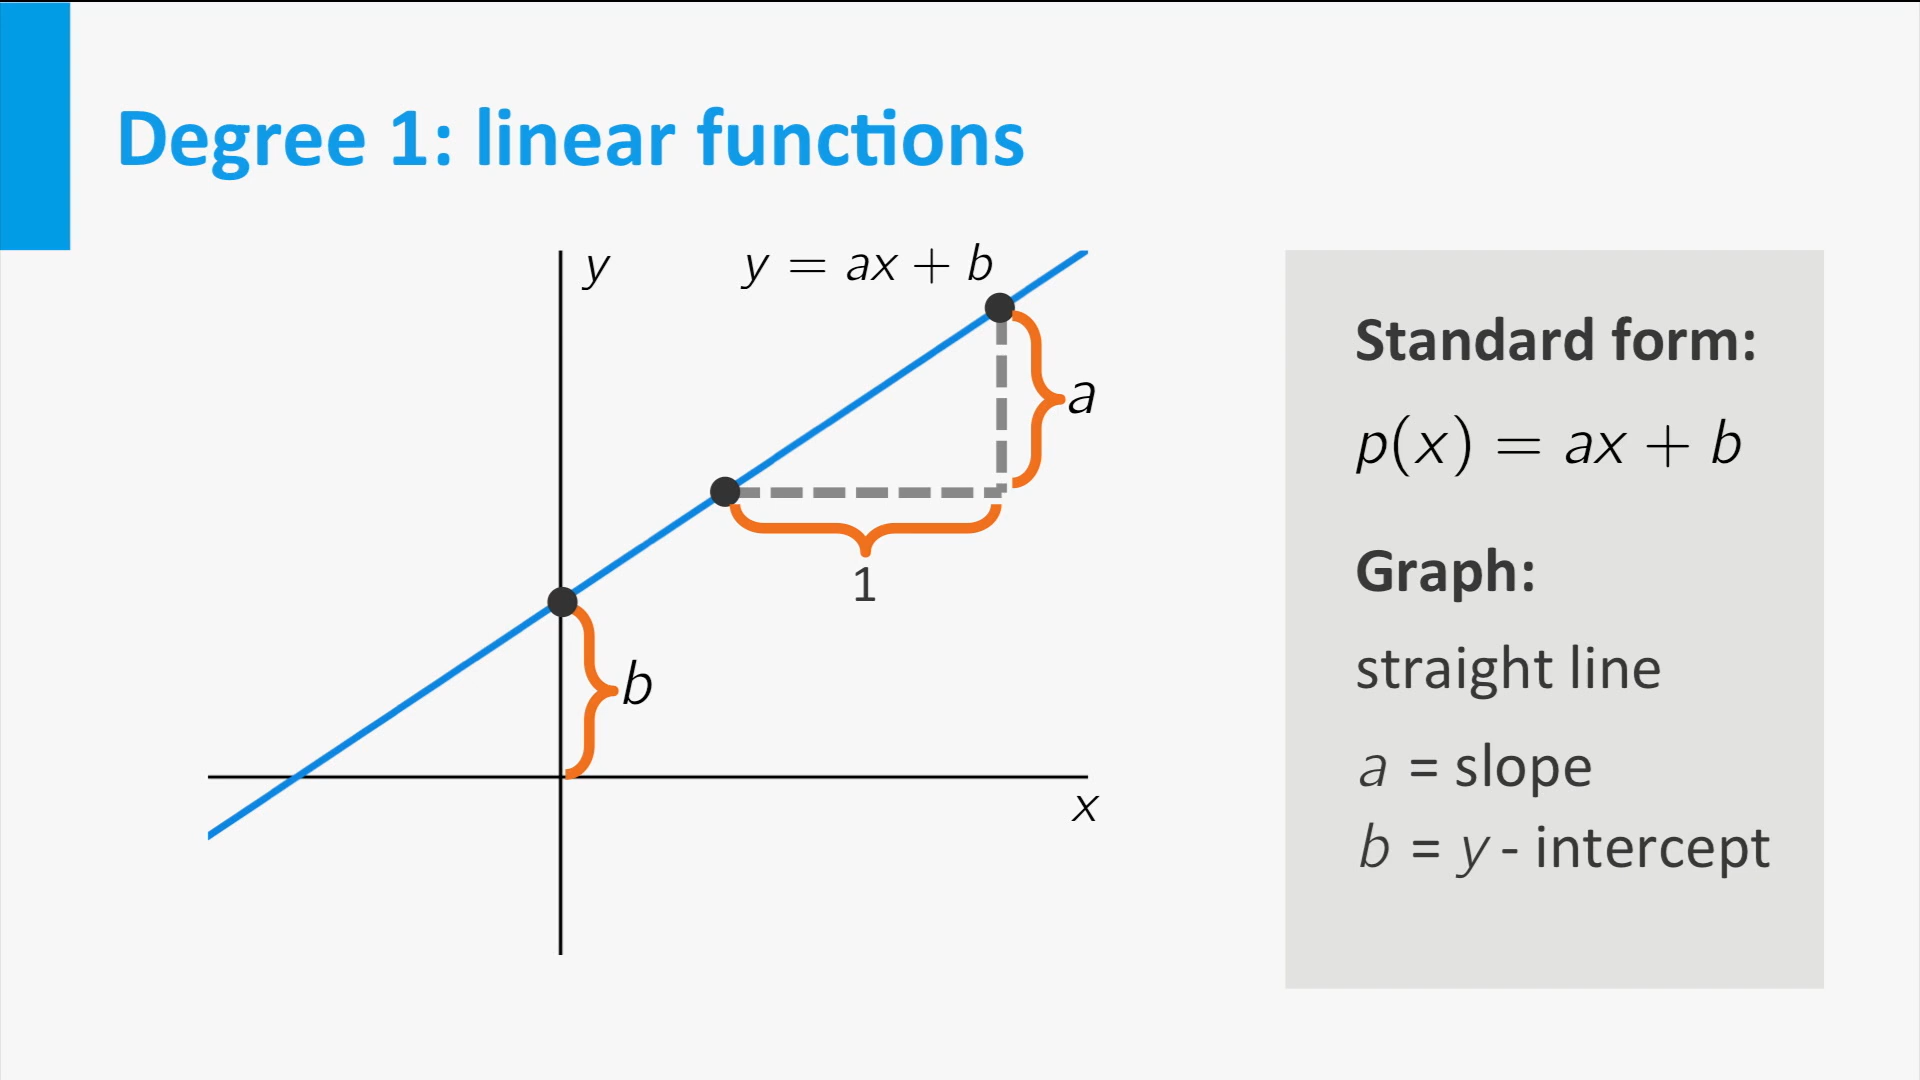 Degree 1: linear functions
y
y = ax + b
a
1
b
x
Standard form:
p(x) = ax + b
Graph:
straight line
a = slope
b = y - intercept